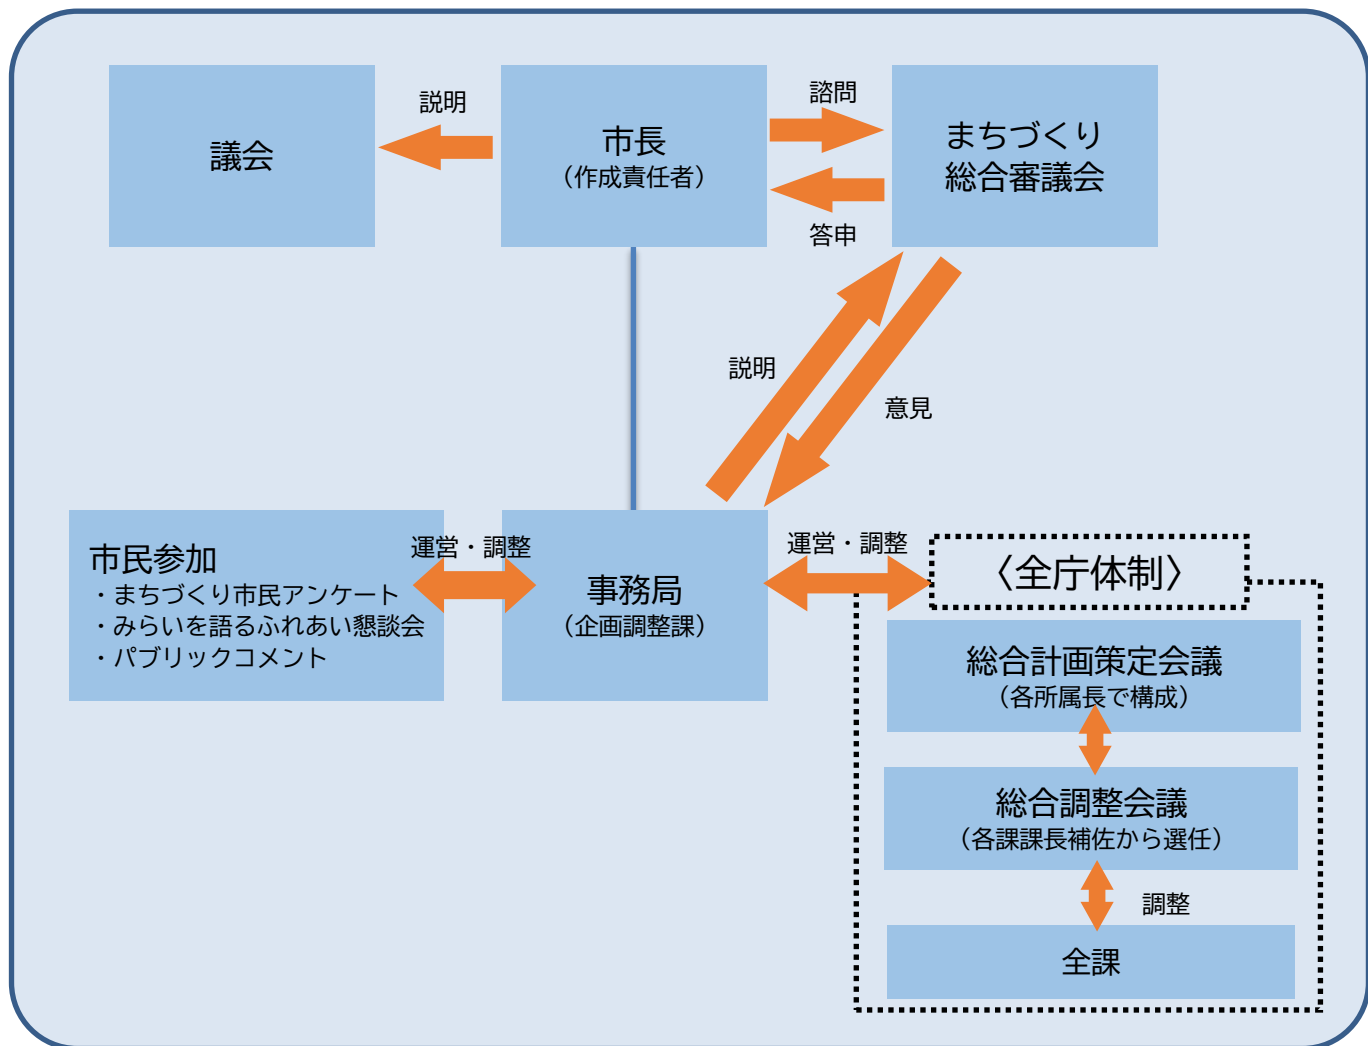 説明
議会
市長
（作成責任者）
諮問
答申
まちづくり
総合審議会
説明
意見
市民参加
・まちづくり市民アンケート
・みらいを語るふれあい懇談会
・パブリックコメント
運営・調整
事務局
（企画調整課）
運営・調整
〈全庁体制〉
総合計画策定会議
（各所属長で構成）
総合調整会議
（各課課長補佐から選任）
調整
全課